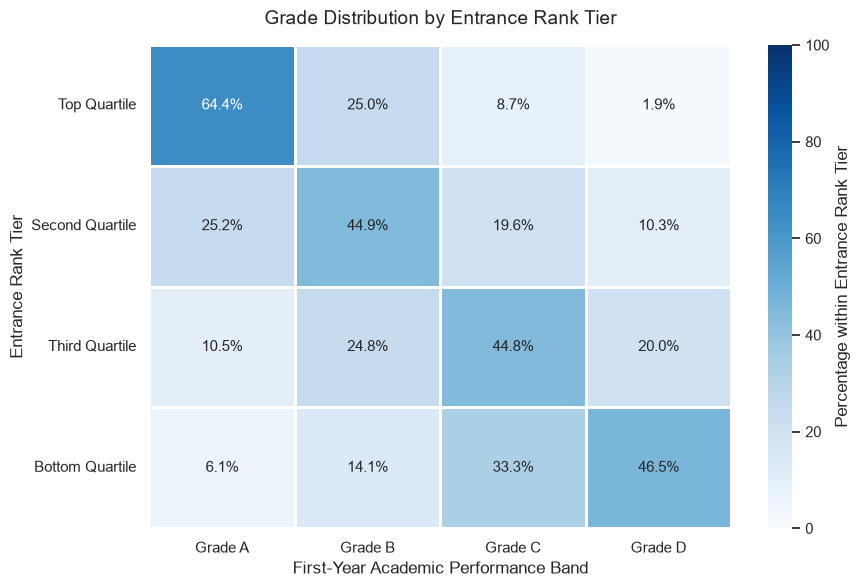 Grade Distribution by Entrance Rank Tier
Entrance Rank Tier
Top Quartile 64.4% 25.0% 8.7% 1.9%
Second Quartile 25.2% 44.9% 19.6% 10.3%
Third Quartile 10.5% 24.8% 44.8% 20.0%
Bottom Quartile 6.1% 14.1% 33.3% 46.5%
Grade A Grade B Grade C Grade D
First-Year Academic Performance Band
100
80
60
40
20
0
Percentage within Entrance Rank Tier